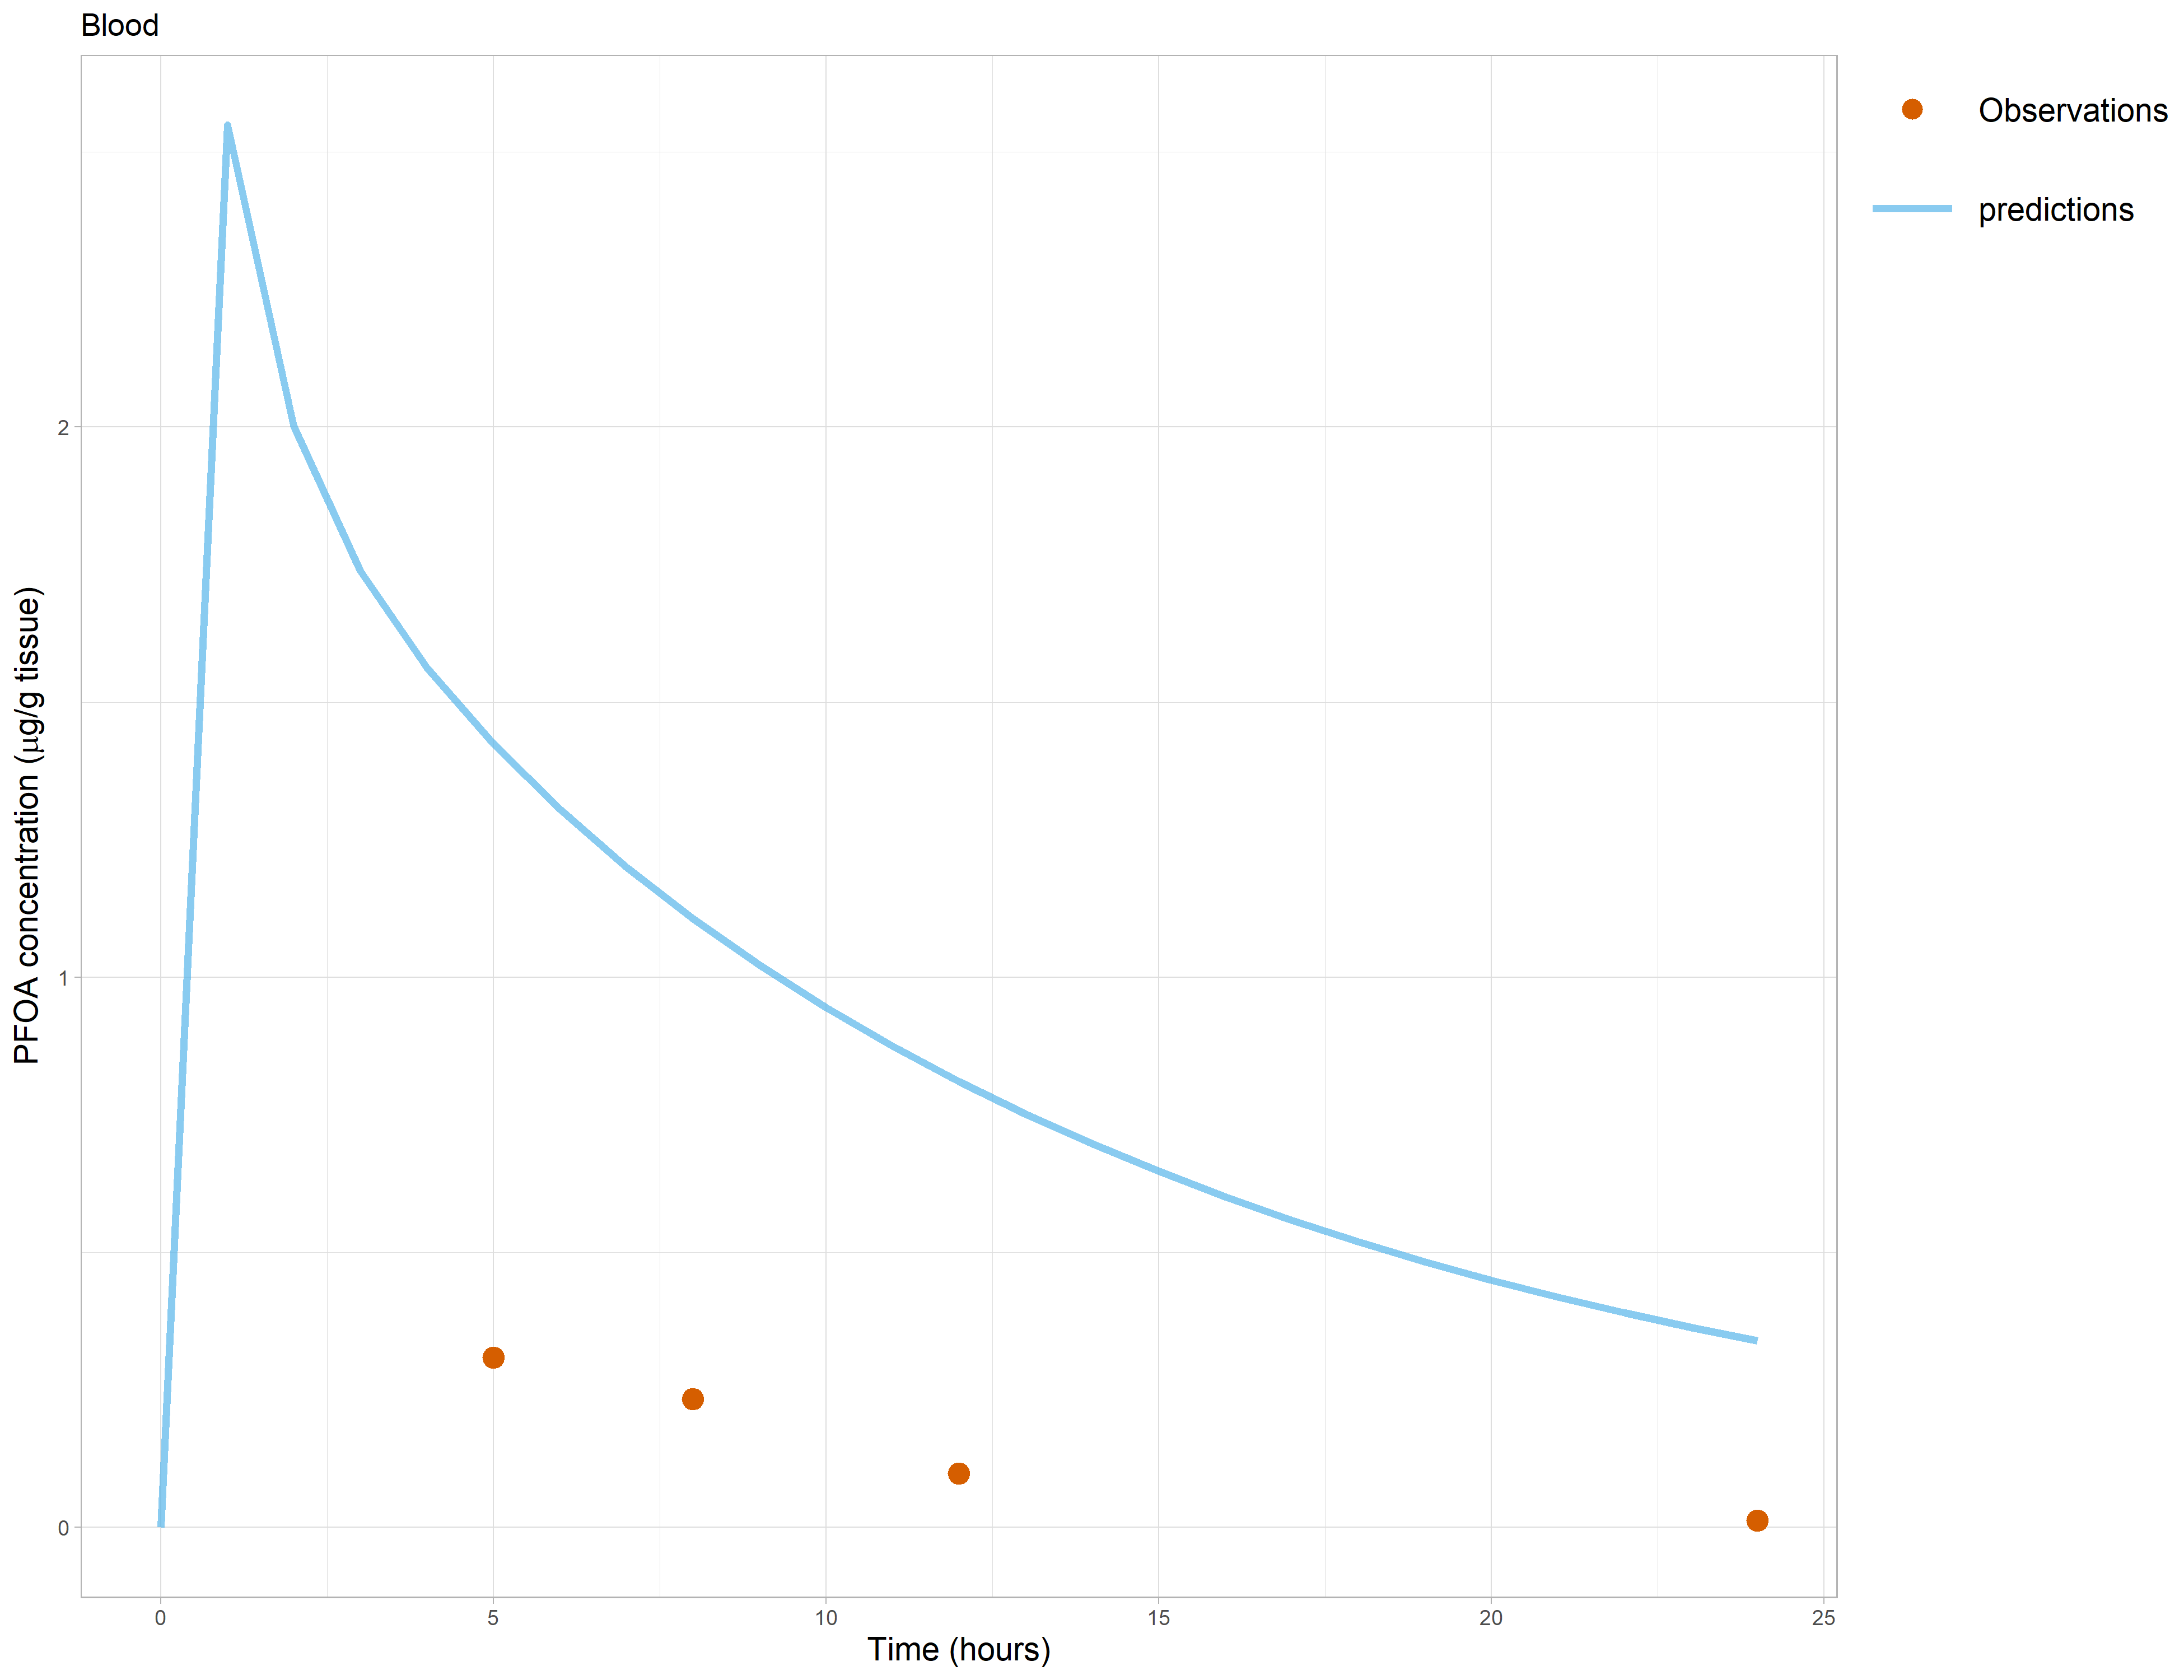 Blood
Observations
predictions
PFOA concentration (μg/g tissue)
2
1
0
0 5 10 15 20 25
Time (hours)